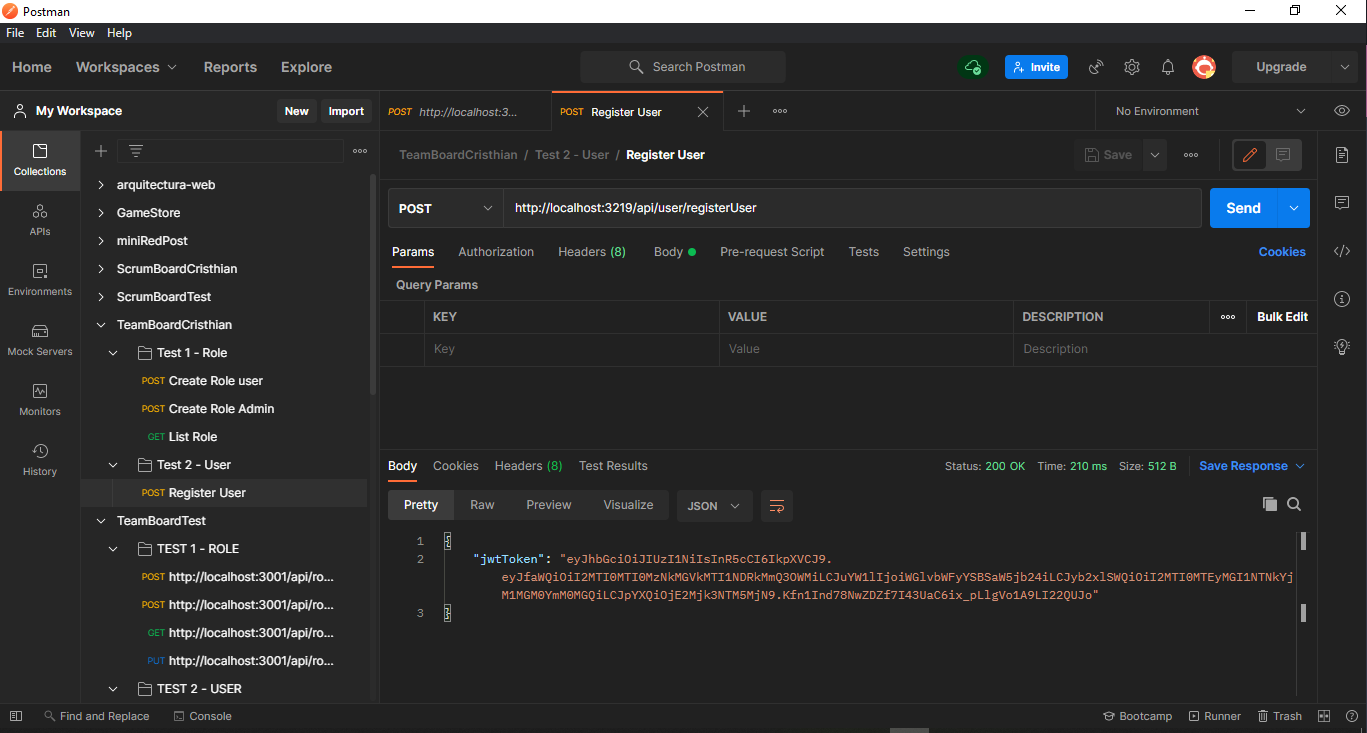 Postman
File Edit View Help
Home Workspaces Reports Explore Search Postman Invite Upgrade
My Workspace New Import POST http://localhost:3... POST Register User No Environment
Collections
APIs
Environments
Mock Servers
Monitors
History
arquitectura-web
GameStore
miniRedPost
ScrumBoardCristhian
ScrumBoardTest
TeamBoardCristhian
Test 1 - Role
POST Create Role user
POST Create Role Admin
GET List Role
Test 2 - User
POST Register User
TeamBoardTest
TEST 1 - ROLE
POST http://localhost:3001/api/ro...
POST http://localhost:3001/api/ro...
GET http://localhost:3001/api/ro...
PUT http://localhost:3001/api/ro...
TEST 2 - USER
TeamBoardCristhian / Test 2 - User / Register User Save
POST http://localhost:3219/api/user/registerUser Send
Params Authorization Headers (8) Body Pre-request Script Tests Settings Cookies
Query Params
KEY VALUE DESCRIPTION Bulk Edit
Key Value Description
Body Cookies Headers (8) Test Results Status: 200 OK Time: 210 ms Size: 512 B Save Response
Pretty Raw Preview Visualize JSON
1 {
2 "jwtToken": "eyJhbGciOiJIUzI1NiIsInR5cCI6IkpXVCJ9.
eyJfaWQiOiI2MTI0MTI0MzNkMGVkMTI1NDRkMmQ3OWMiLCJuYW1lIjoiWGlvbWFyYSBSaW5jb24iLCJyb2xlSWQiOiI2MTI0MTEyMGI1NTNkYj
M1MGM0YmM0MGQiLCJpYXQiOjE2Mjk3NTM5MjN9.Kfn1Ind78NwZDZf7I43UaC6ix_pLlgVo1A9LI22QUJo"
3 }
Find and Replace Console Bootcamp Runner Trash